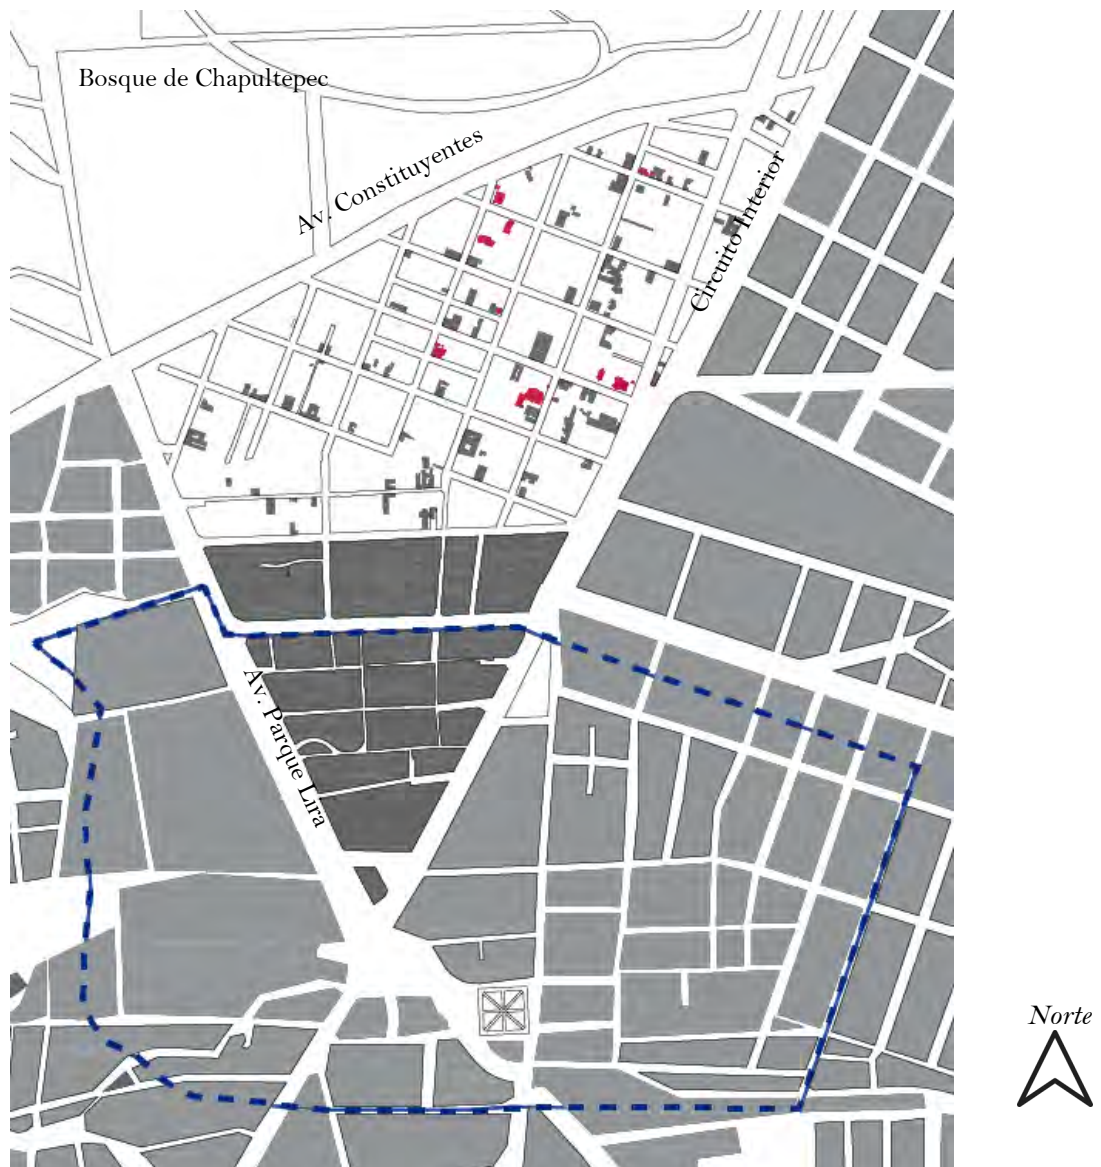 Bosque de Chapultepec
Av. Constituyentes
Circuito Interior
Av. Parque Lira
Norte